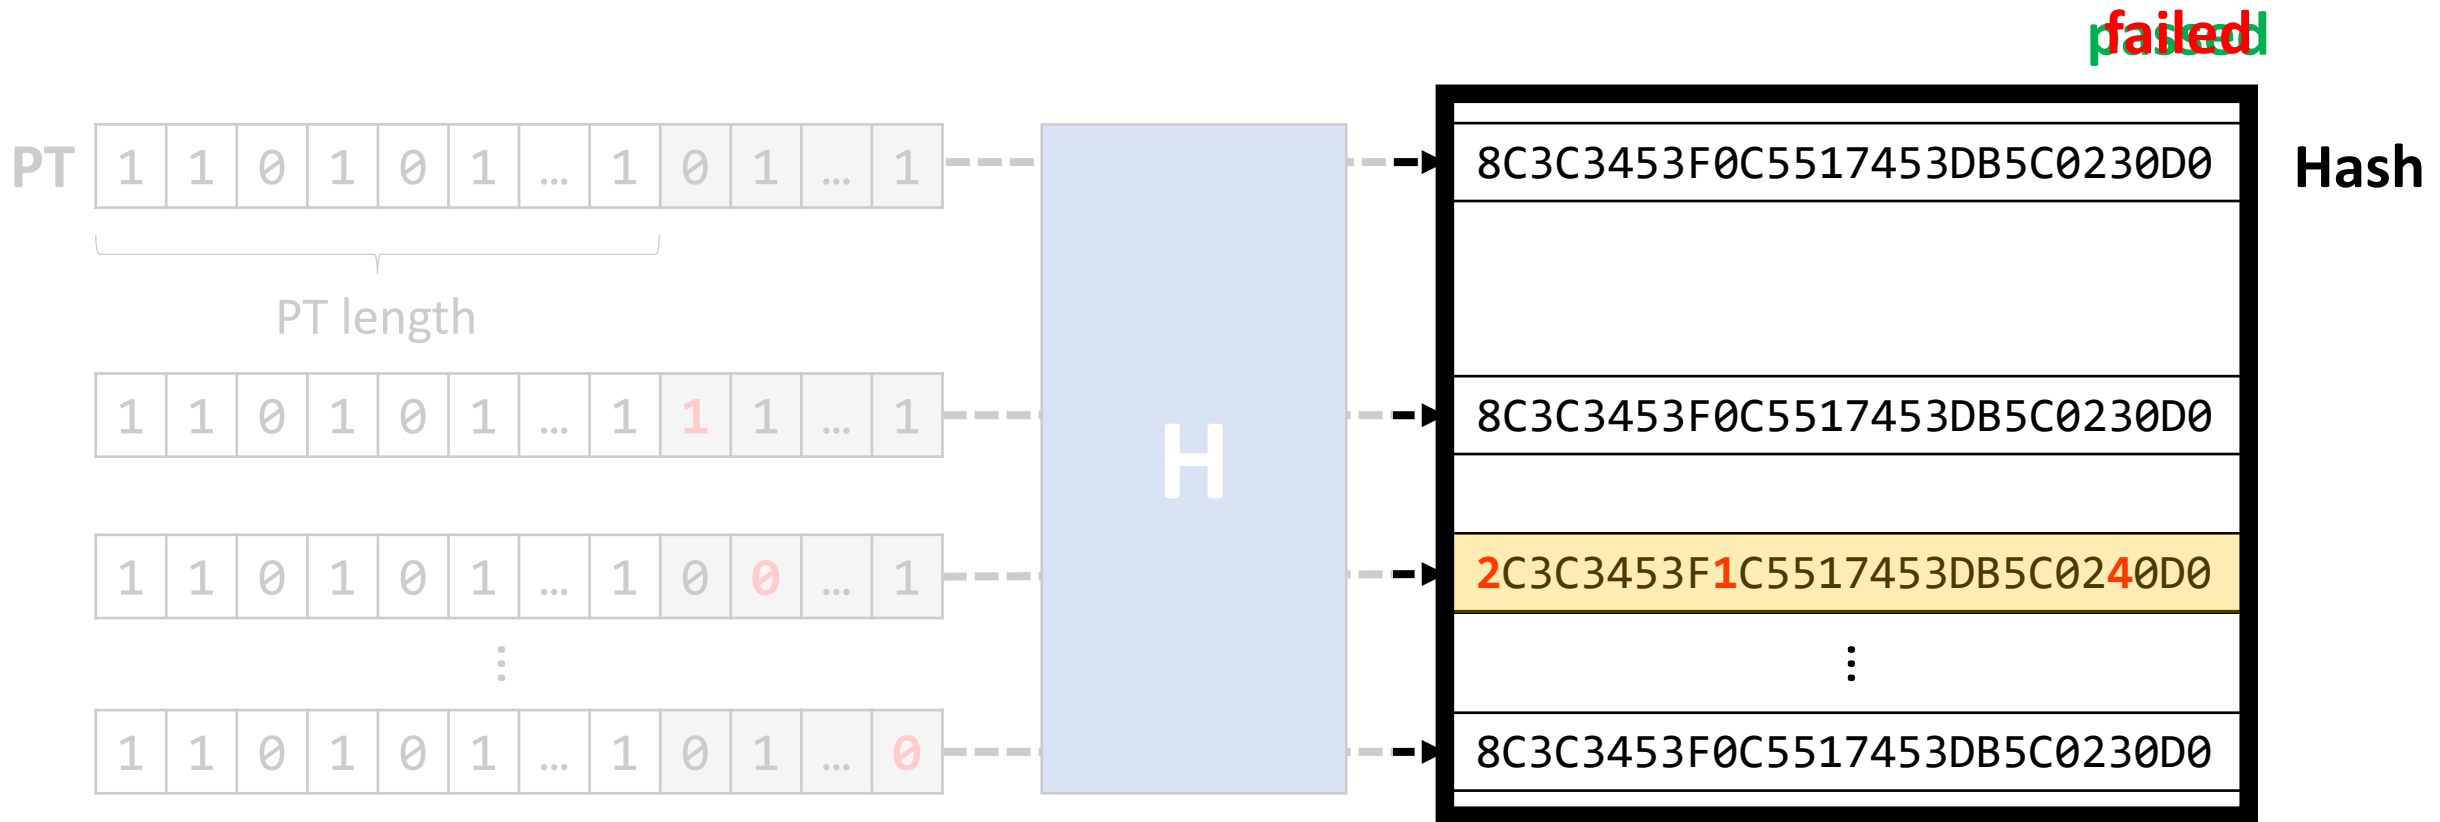 passed
failed
PT 1 1 0 1 0 1 … 1 0 1 … 1 8C3C3453F0C5517453DB5C0230D0 Hash
PT length
1 1 0 1 0 1 … 1 1 1 … 1 8C3C3453F0C5517453DB5C0230D0
H
1 1 0 1 0 1 … 1 0 0 … 1 2C3C3453F1C5517453DB5C0240D0
⋮ ⋮
1 1 0 1 0 1 … 1 0 1 … 0 8C3C3453F0C5517453DB5C0230D0